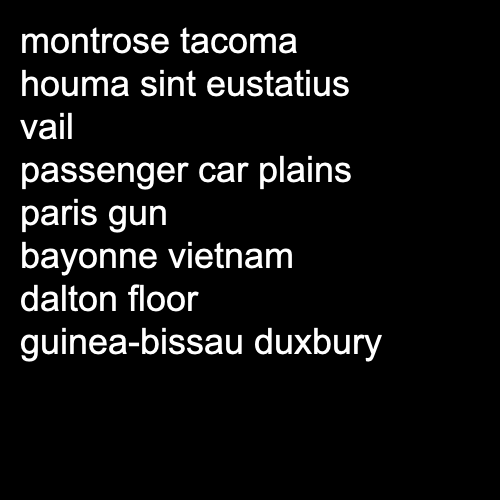 montrose tacoma
houma sint eustatius
vail
passenger car plains
paris gun
bayonne vietnam
dalton floor
guinea-bissau duxbury